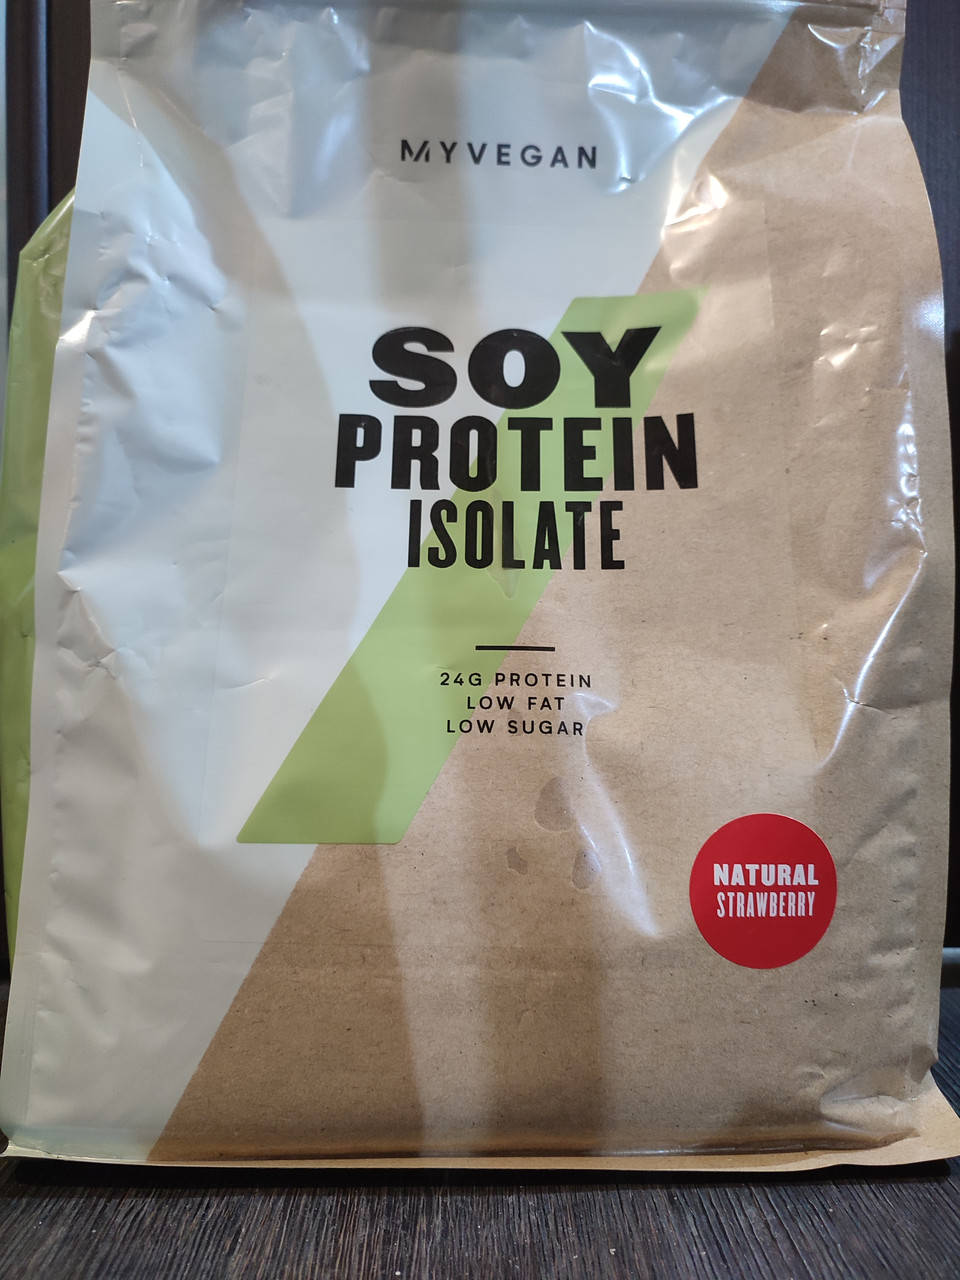 MYVEGAN
SOY
PROTEIN
ISOLATE
24G PROTEIN
LOW FAT
LOW SUGAR
NATURAL
STRAWBERRY